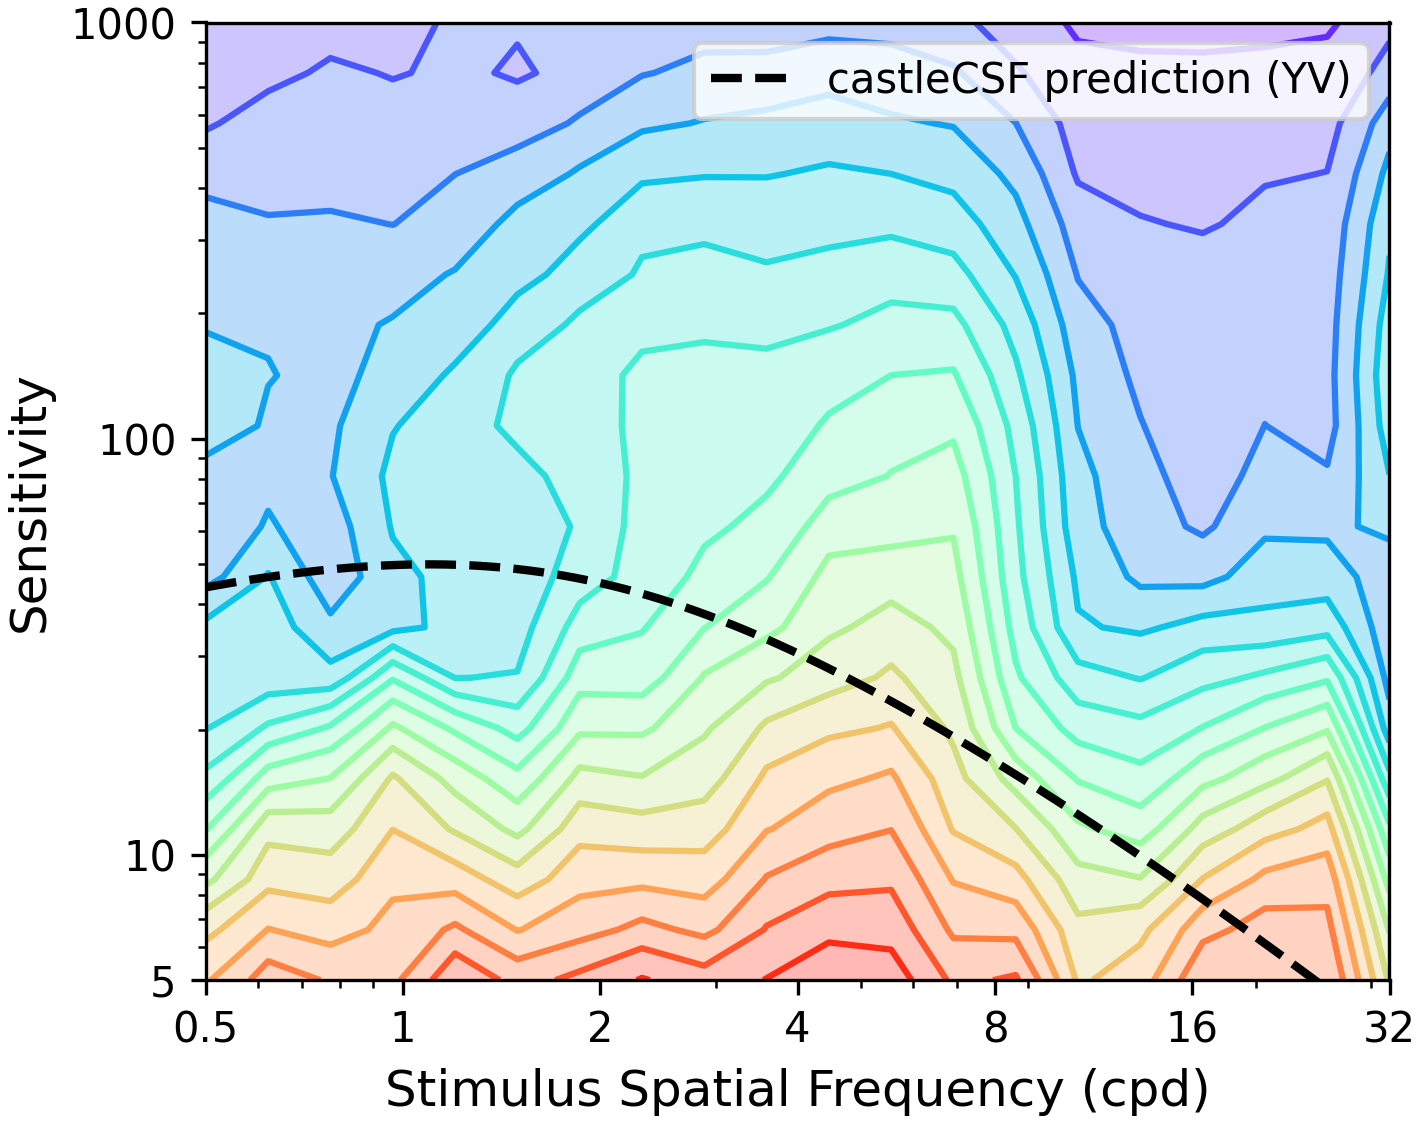 1000
castleCSF prediction (YV)
Sensitivity
100
10
5
0.5 1 2 4 8 16 32
Stimulus Spatial Frequency (cpd)